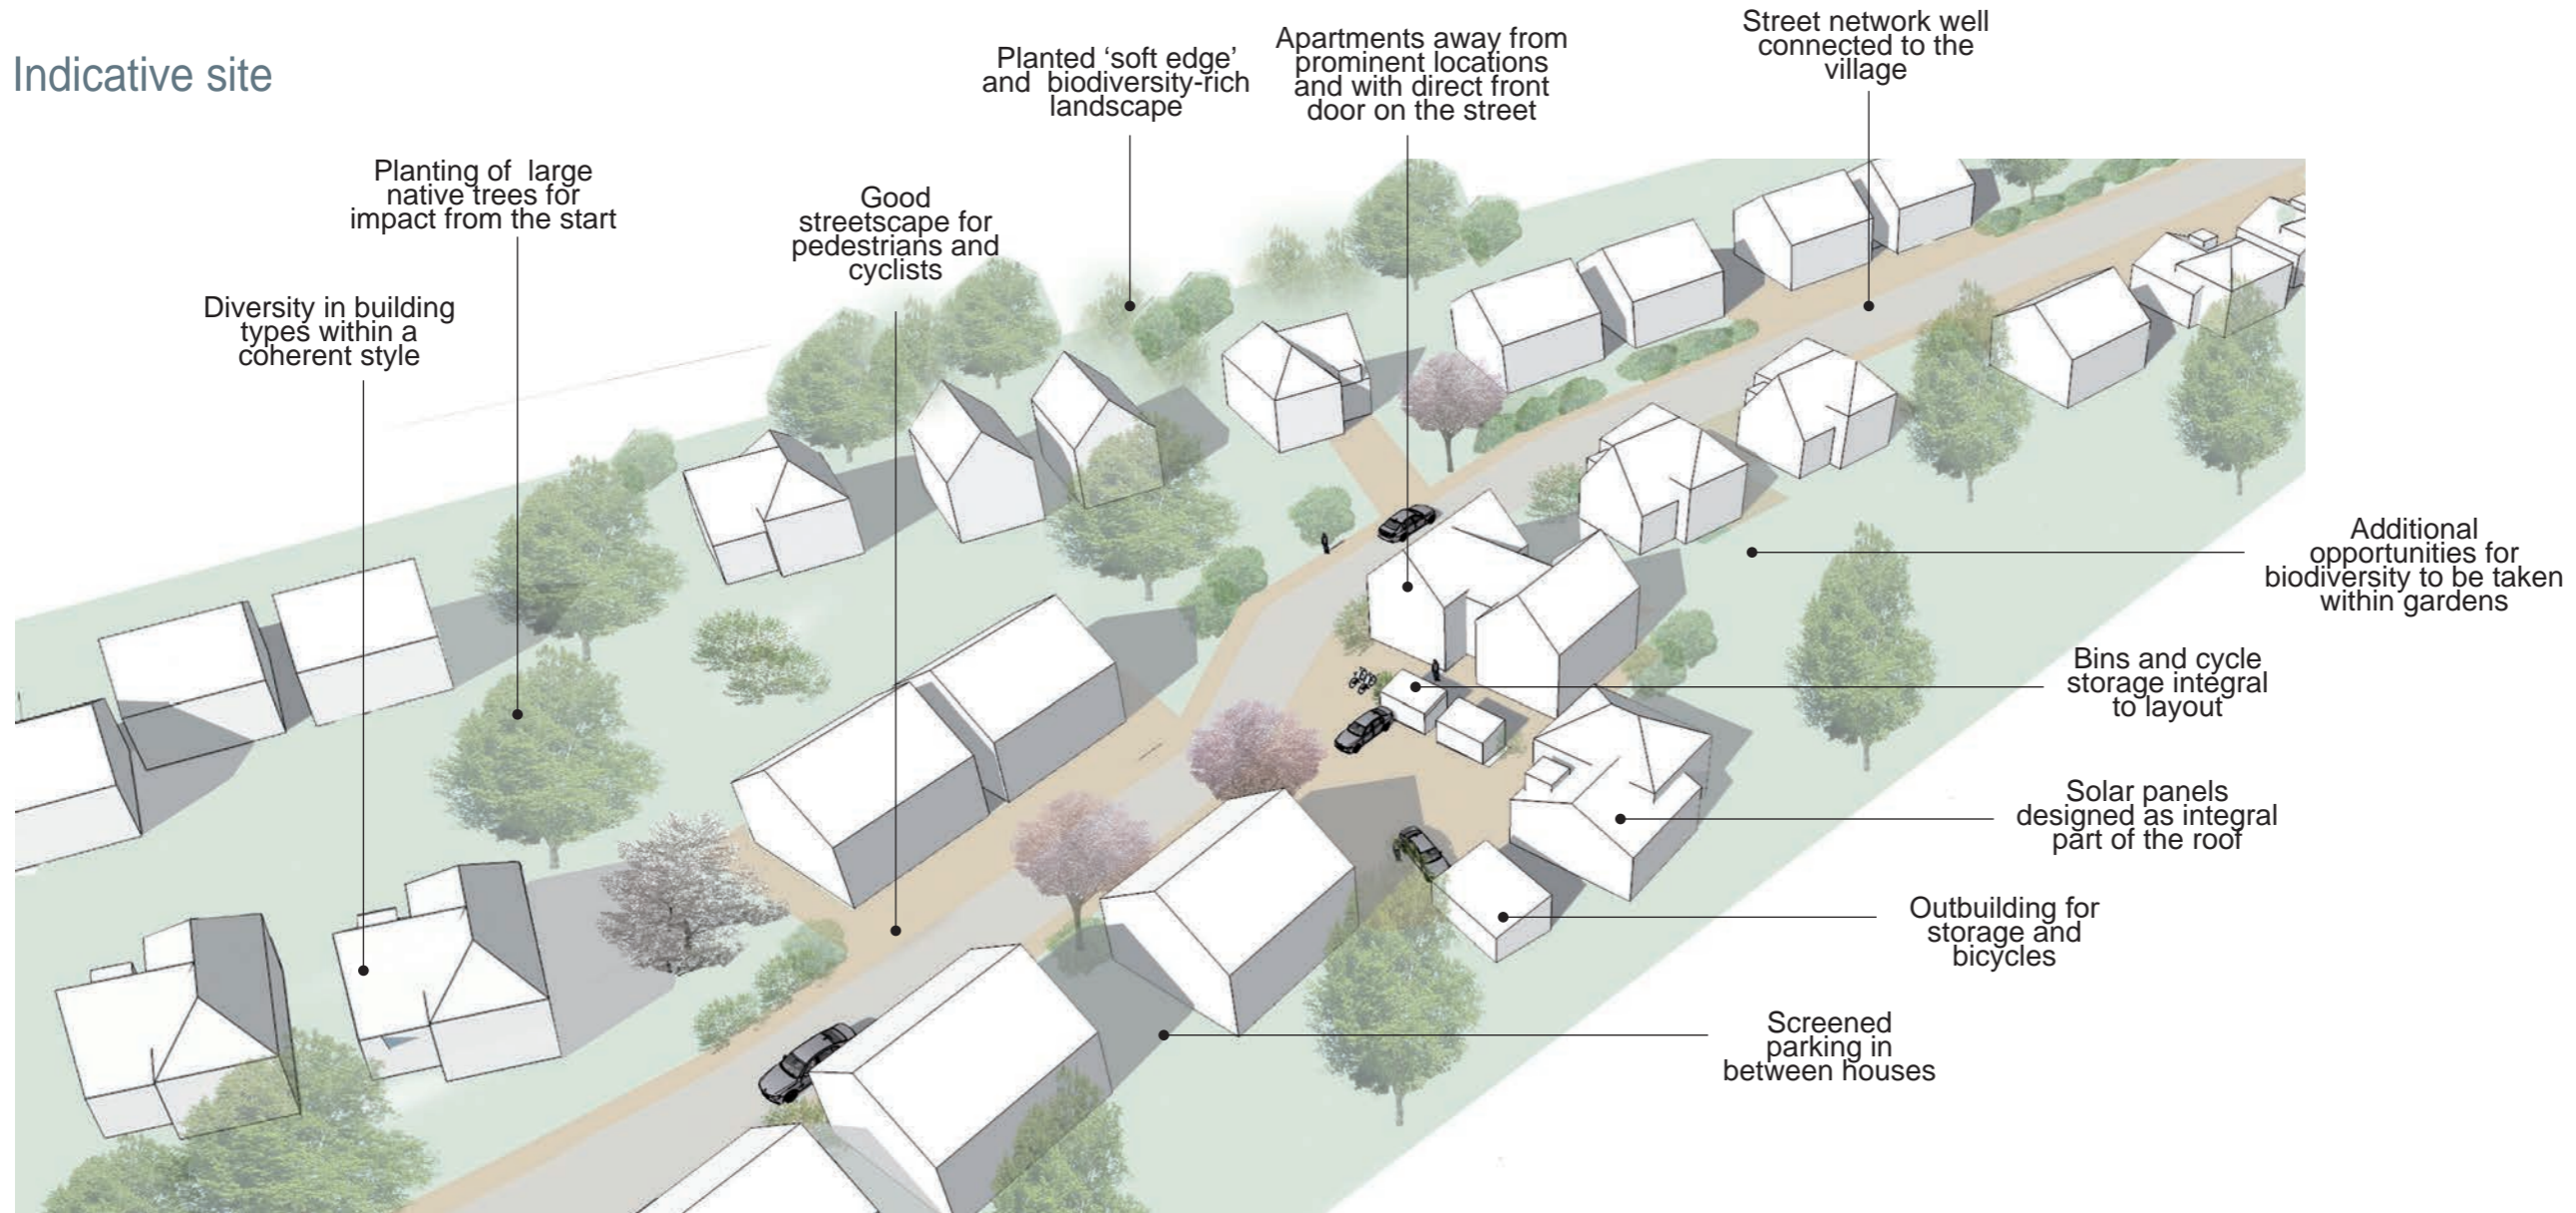 Indicative site
Diversity in building
types within a
coherent style
Planting of large
native trees for
impact from the start
Good
streetscape for
pedestrians and
cyclists
Planted ‘soft edge’
and biodiversity-rich
landscape
Apartments away from
prominent locations
and with direct front
door on the street
Street network well
connected to the
village
Additional
opportunities for
biodiversity to be taken
within gardens
Bins and cycle
storage integral
to layout
Solar panels
designed as integral
part of the roof
Outbuilding for
storage and
bicycles
Screened
parking in
between houses